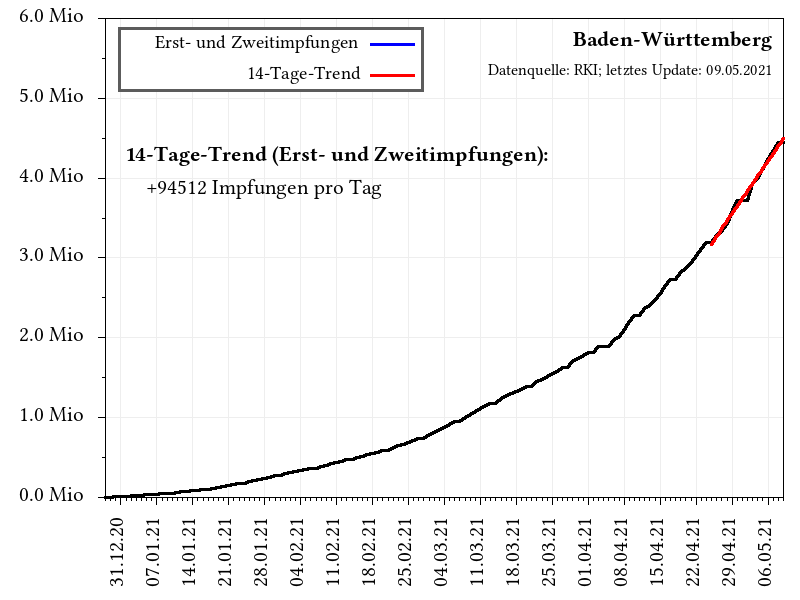 6.0 Mio
5.0 Mio
4.0 Mio
3.0 Mio
2.0 Mio
1.0 Mio
0.0 Mio
Erst- und Zweitimpfungen
14-Tage-Trend
Baden-Württemberg
Datenquelle: RKI; letztes Update: 09.05.2021
14-Tage-Trend (Erst- und Zweitimpfungen):
+94512 Impfungen pro Tag
31.12.20
07.01.21
14.01.21
21.01.21
28.01.21
04.02.21
11.02.21
18.02.21
25.02.21
04.03.21
11.03.21
18.03.21
25.03.21
01.04.21
08.04.21
15.04.21
22.04.21
29.04.21
06.05.21